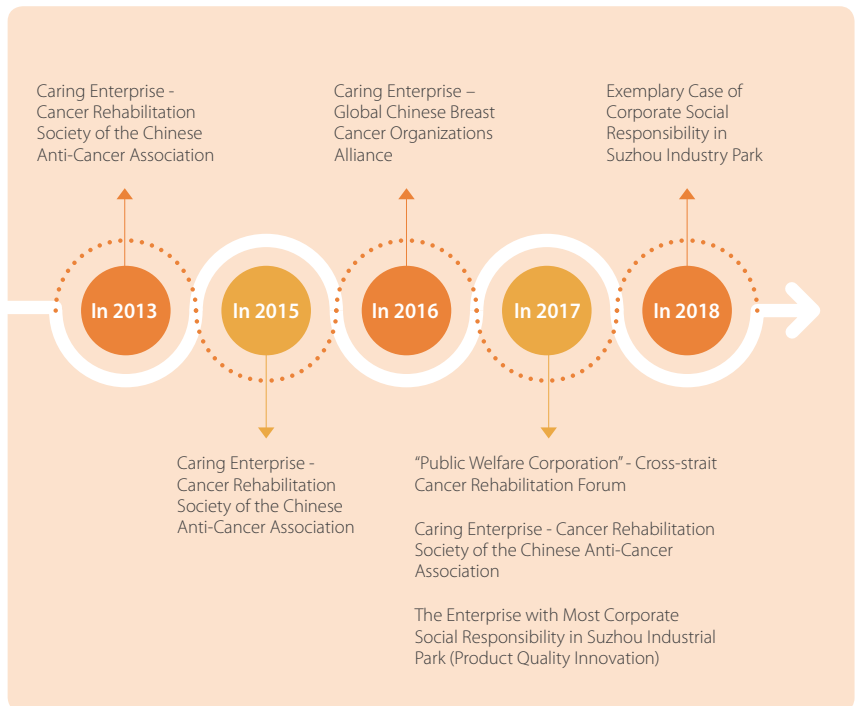 Caring Enterprise -
Cancer Rehabilitation
Society of the Chinese
Anti-Cancer Association
Caring Enterprise –
Global Chinese Breast
Cancer Organizations
Alliance
Exemplary Case of
Corporate Social
Responsibility in
Suzhou Industry Park
In 2013
In 2015
In 2016
In 2017
In 2018
Caring Enterprise -
Cancer Rehabilitation
Society of the Chinese
Anti-Cancer Association
“Public Welfare Corporation” - Cross-strait
Cancer Rehabilitation Forum
Caring Enterprise - Cancer Rehabilitation
Society of the Chinese Anti-Cancer
Association
The Enterprise with Most Corporate
Social Responsibility in Suzhou Industrial
Park (Product Quality Innovation)